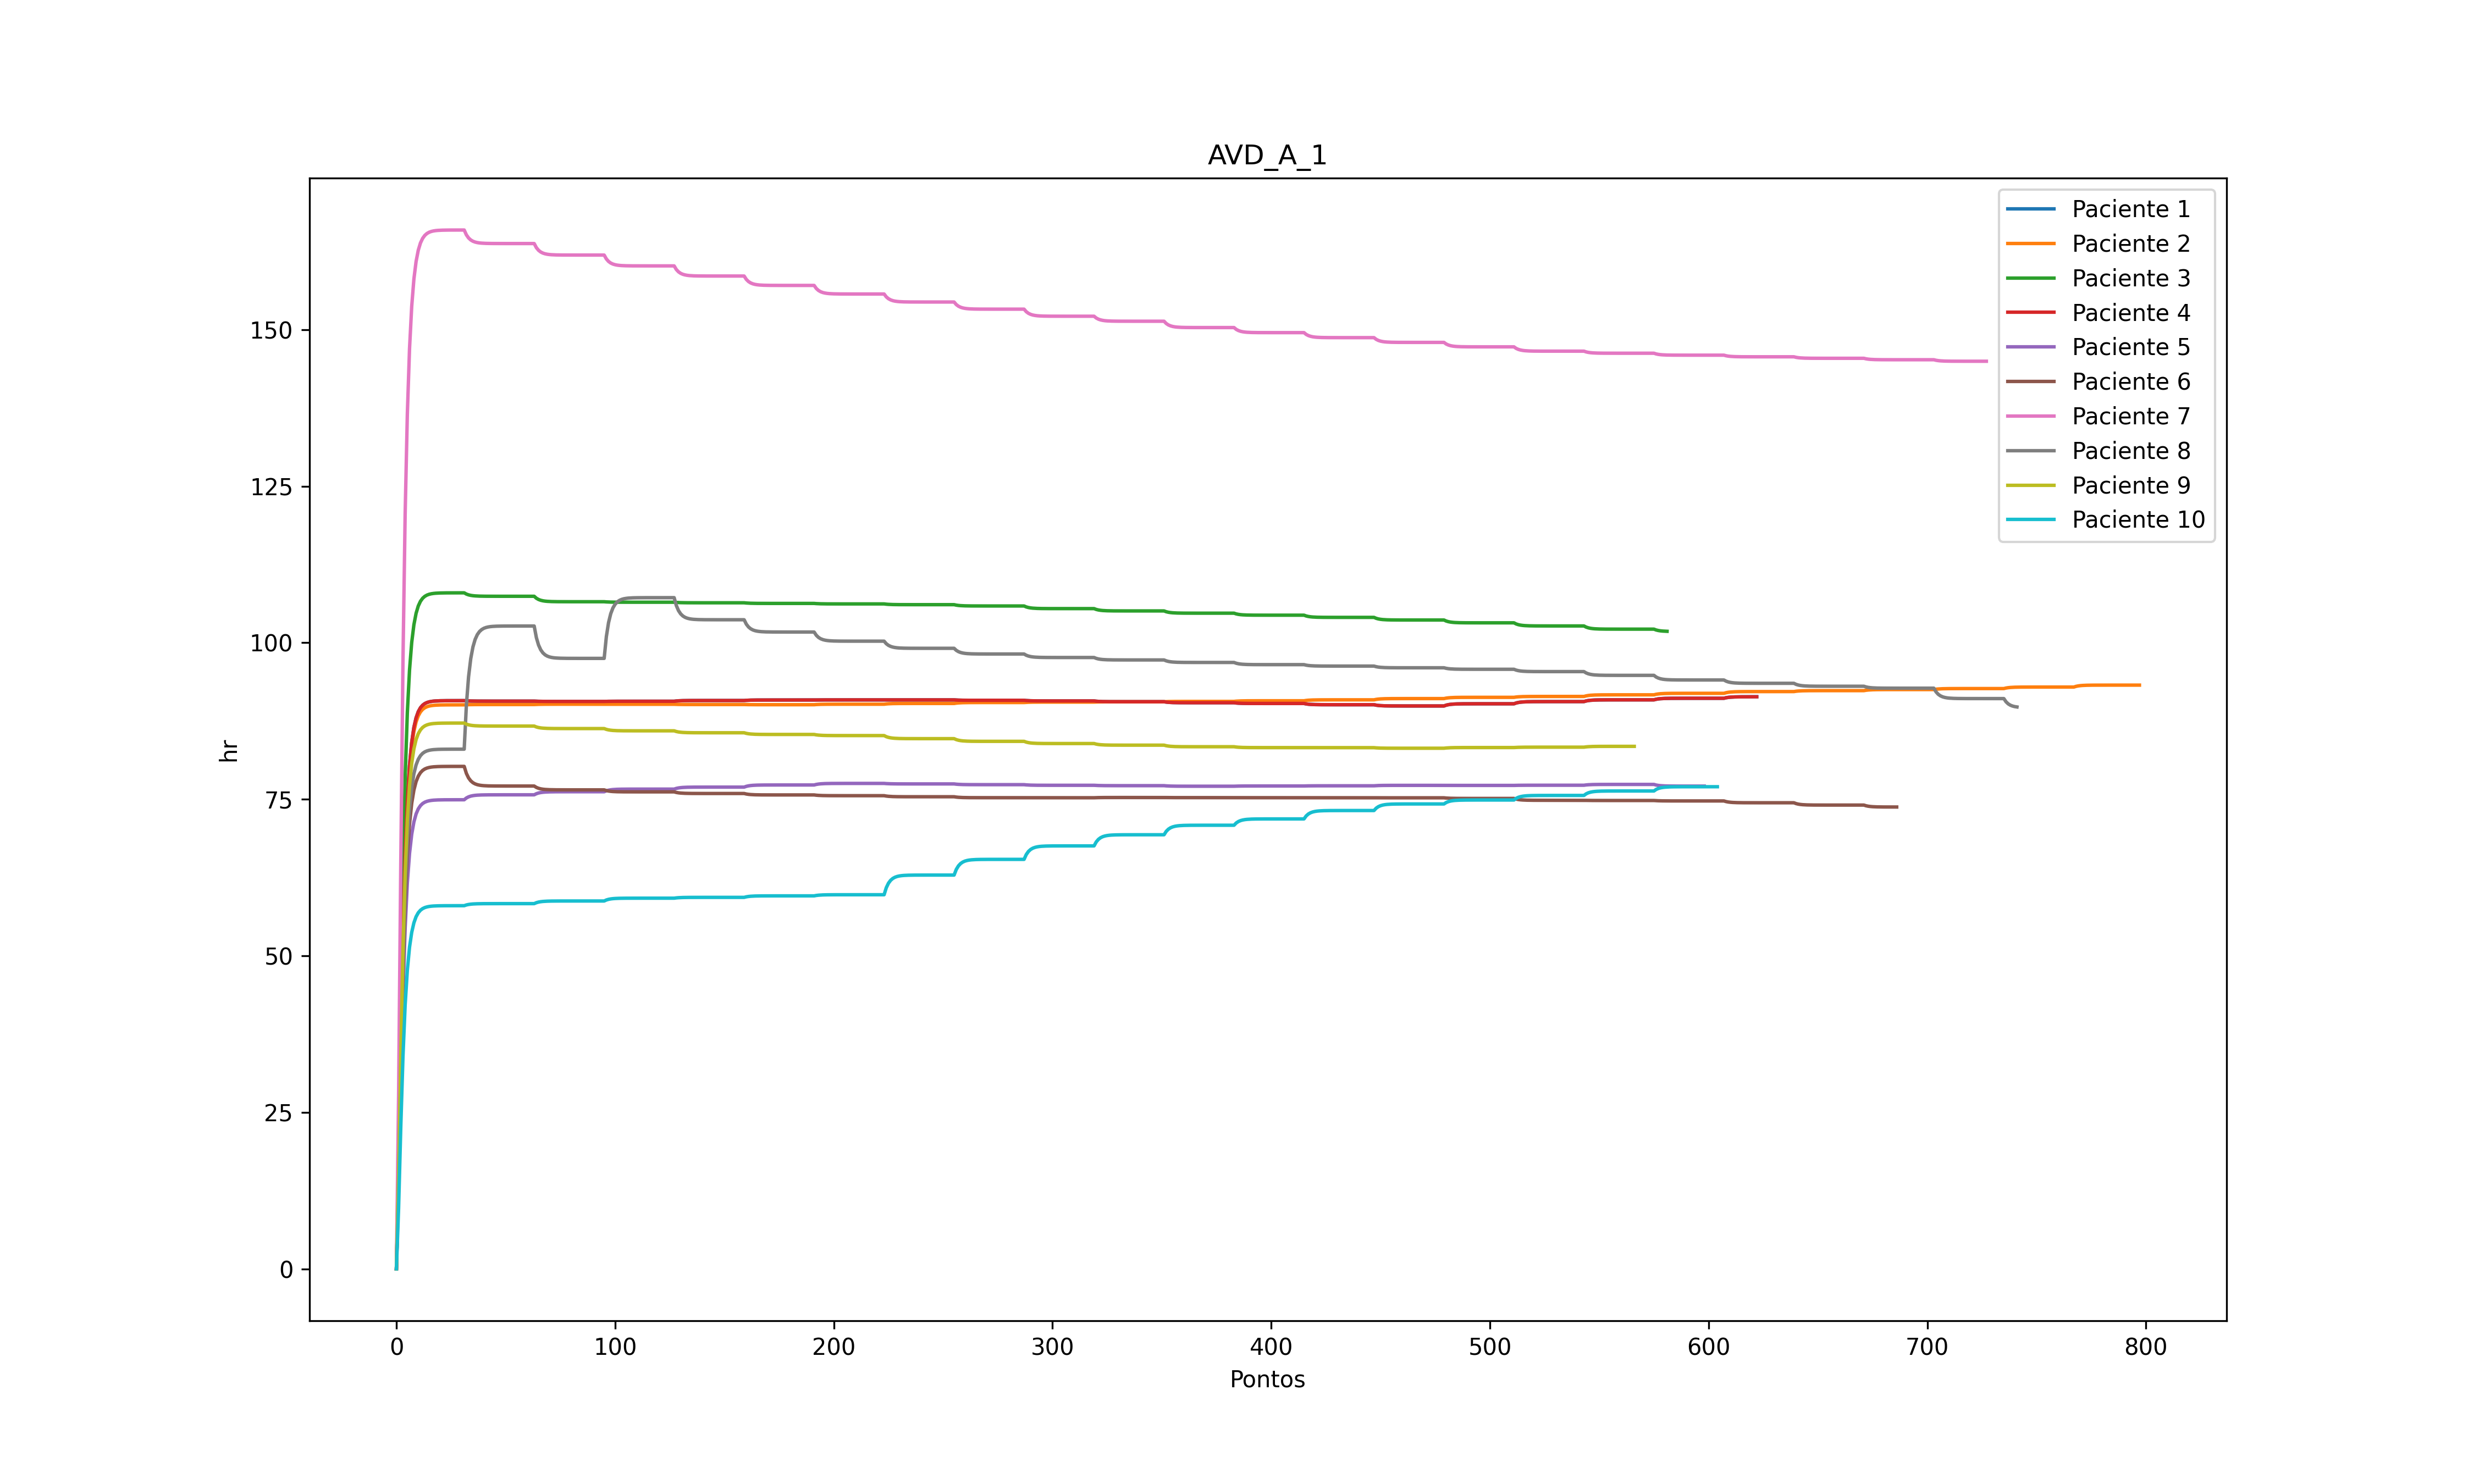 AVD_A_1
Paciente 1
Paciente 2
Paciente 3
Paciente 4
Paciente 5
Paciente 6
Paciente 7
Paciente 8
Paciente 9
Paciente 10
150
125
100
75
50
25
0
hr
0 100 200 300 400 500 600 700 800
Pontos